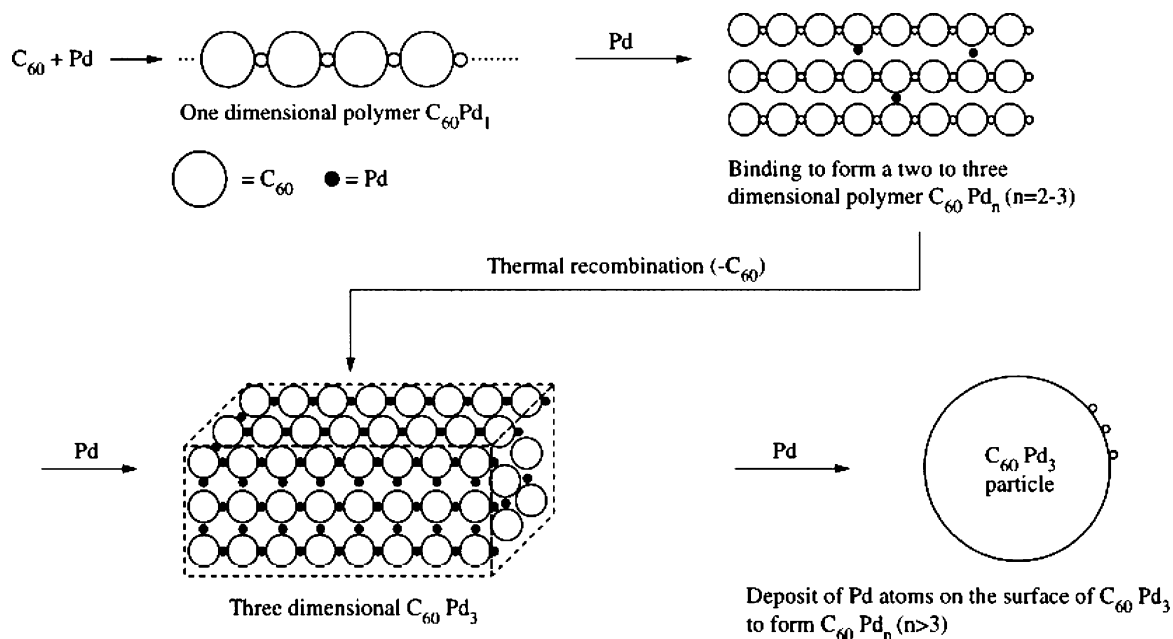 C60 + Pd
Pd
One dimensional polymer C60Pd1
= C60 = Pd
Binding to form a two to three
dimensional polymer C60 Pdn (n=2-3)
Thermal recombination (-C60)
Pd
Pd
C60 Pd3
particle
Three dimensional C60 Pd3
Deposit of Pd atoms on the surface of C60 Pd3
to form C60 Pdn (n>3)